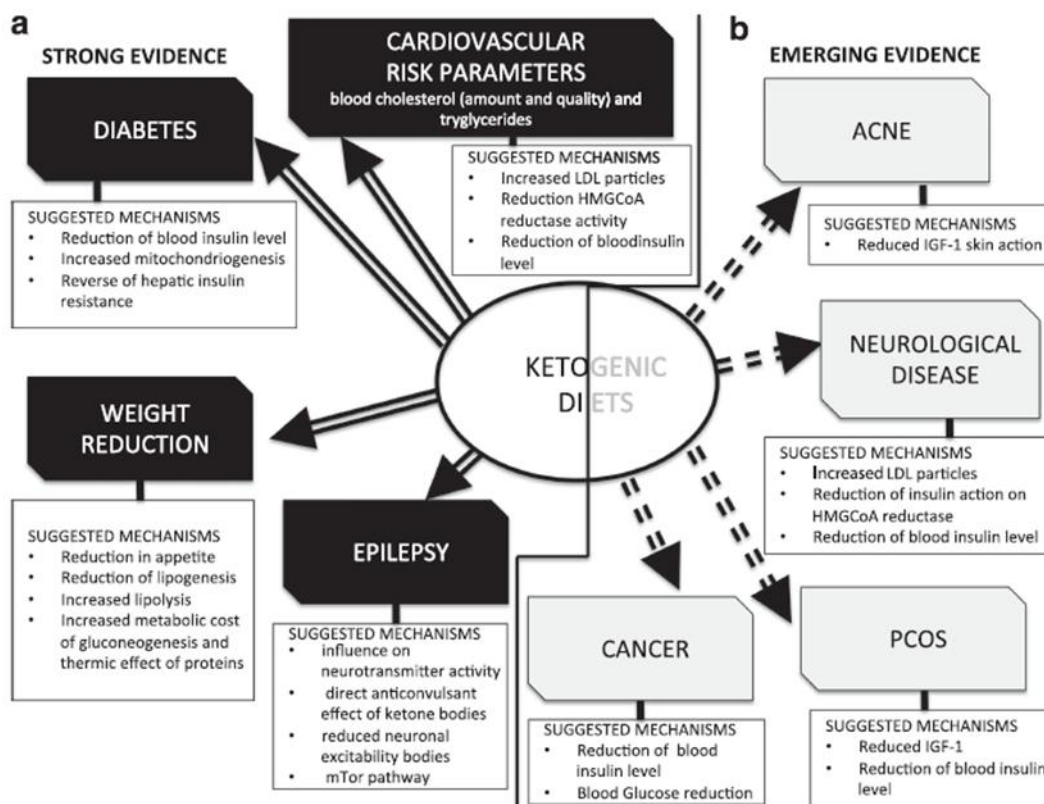 a
STRONG EVIDENCE
DIABETES
SUGGESTED MECHANISMS
• Reduction of blood insulin level
• Increased mitochondriogenesis
• Reverse of hepatic insulin
resistance
CARDIOVASCULAR
RISK PARAMETERS
blood cholesterol (amount and quality) and
tryglycerides
SUGGESTED MECHANISMS
• Increased LDL particles
• Reduction HMGCoA
reductase activity
• Reduction of bloodinsulin
level
WEIGHT
REDUCTION
SUGGESTED MECHANISMS
• Reduction in appetite
• Reduction of lipogenesis
• Increased lipolysis
• Increased metabolic cost
of gluconeogenesis and
thermic effect of proteins
EPILEPSY
SUGGESTED MECHANISMS
• influence on
neurotransmitter activity
• direct anticonvulsant
effect of ketone bodies
• reduced neuronal
excitability bodies
• mTor pathway
KETOGENIC
DIETS
b
EMERGING EVIDENCE
ACNE
SUGGESTED MECHANISMS
• Reduced IGF-1 skin action
NEUROLOGICAL
DISEASE
SUGGESTED MECHANISMS
• Increased LDL particles
• Reduction of insulin action on
HMGCoA reductase
• Reduction of blood insulin level
CANCER
SUGGESTED MECHANISMS
• Reduction of blood
insulin level
• Blood Glucose reduction
PCOS
SUGGESTED MECHANISMS
• Reduced IGF-1
• Reduction of blood insulin
level